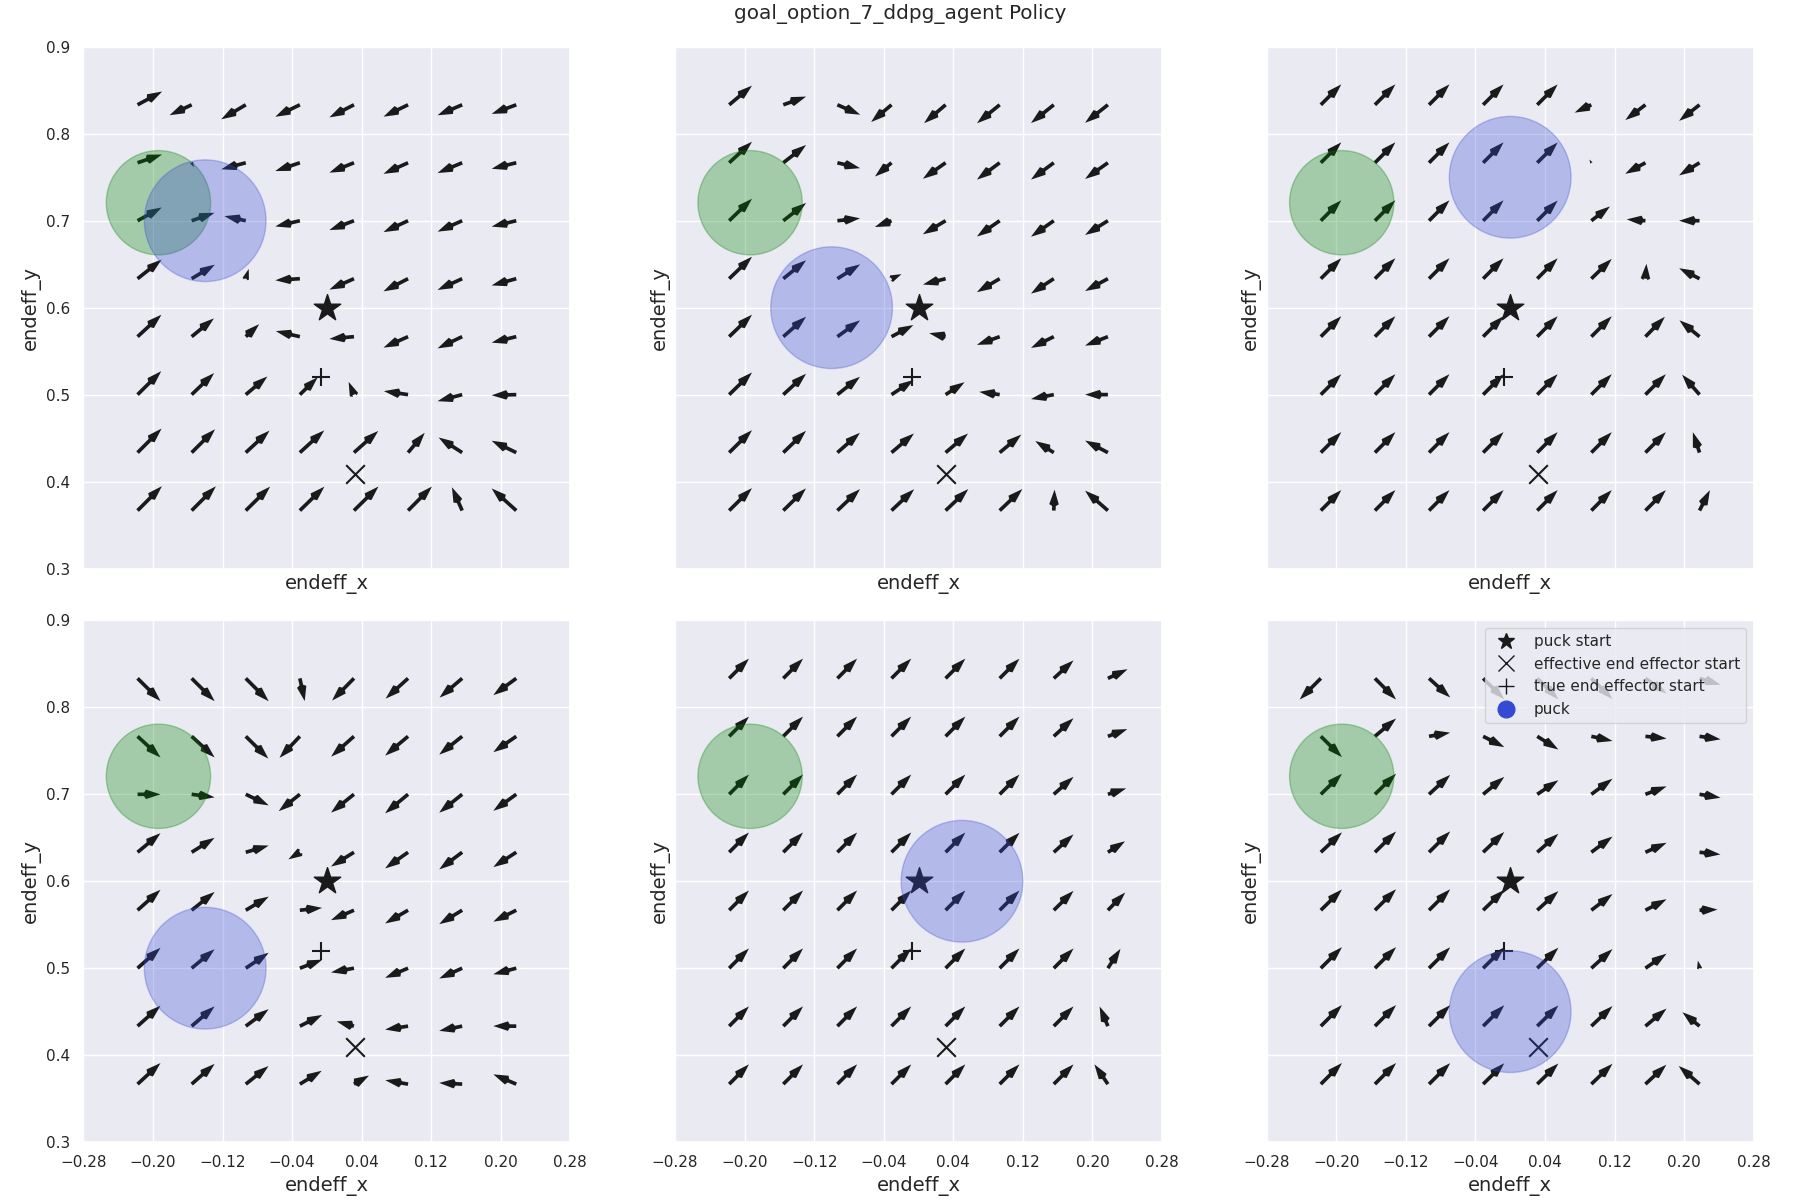 goal_option_7_ddpg_agent Policy
0.9
0.8
0.7
0.6
0.5
0.4
0.3
endeff_y
endeff_x
endeff_y
endeff_x
endeff_y
endeff_x
0.9
0.8
0.7
0.6
0.5
0.4
0.3
endeff_y
−0.28 −0.20 −0.12 −0.04 0.04 0.12 0.20 0.28
endeff_x
endeff_y
−0.28 −0.20 −0.12 −0.04 0.04 0.12 0.20 0.28
endeff_x
puck start
effective end effector start
true end effector start
puck
endeff_y
−0.28 −0.20 −0.12 −0.04 0.04 0.12 0.20 0.28
endeff_x